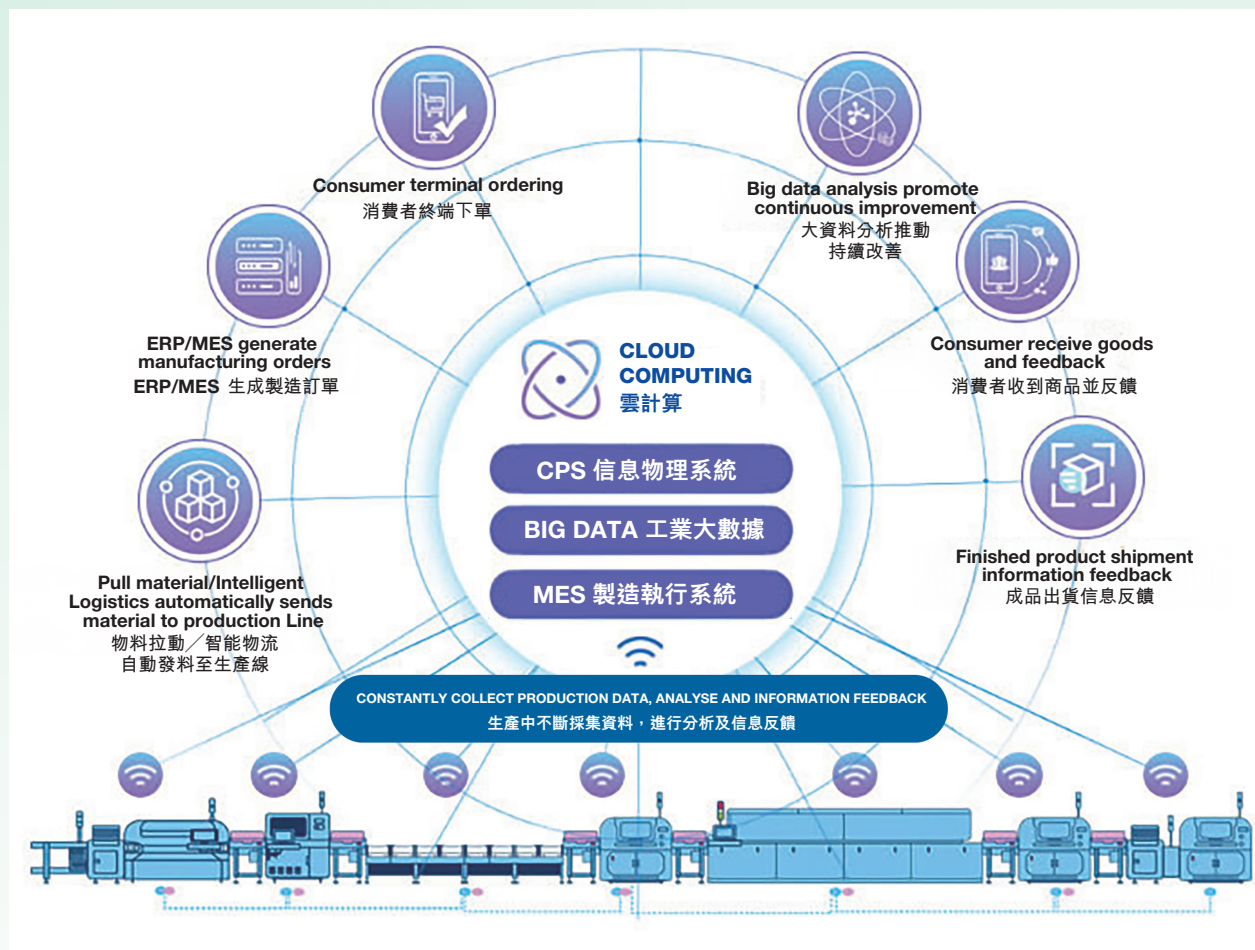 Consumer terminal ordering
消費者終端下單
Big data analysis promote
continuous improvement
大資料分析推動
持續改善
ERP/MES generate
manufacturing orders
ERP/MES 生成製造訂單
Consumer receive goods
and feedback
消費者收到商品並反饋
CLOUD
COMPUTING
雲計算
CPS 信息物理系統
BIG DATA 工業大數據
MES 製造執行系統
Pull material/Intelligent
Logistics automatically sends
material to production Line
物料拉動／智能物流
自動發料至生產線
Finished product shipment
information feedback
成品出貨信息反饋
CONSTANTLY COLLECT PRODUCTION DATA, ANALYSE AND INFORMATION FEEDBACK
生產中不斷採集資料，進行分析及信息反饋